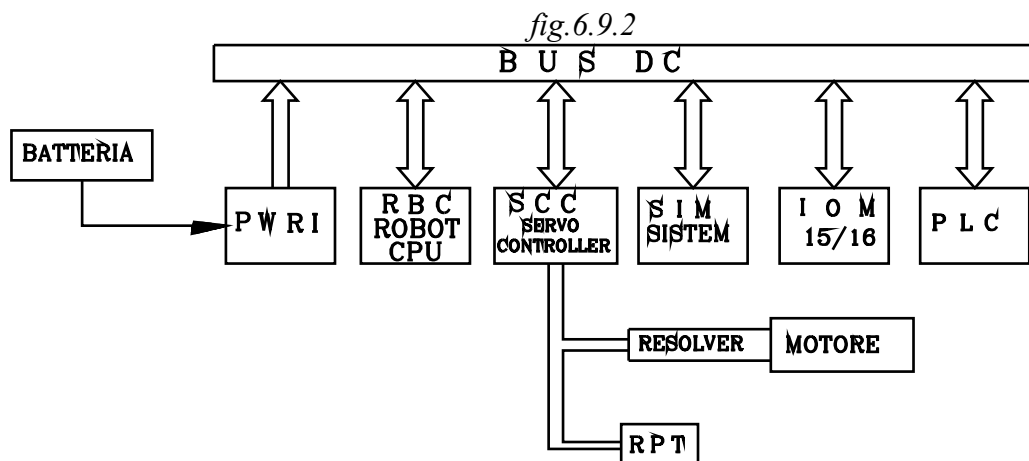 fig.6.9.2
BUS DC
BATTERIA
PWRI
RBC
ROBOT
CPU
SCC
SERVO
CONTROLLER
SIM
SISTEM
IOM
15/16
PLC
RESOLVER
MOTORE
RPT